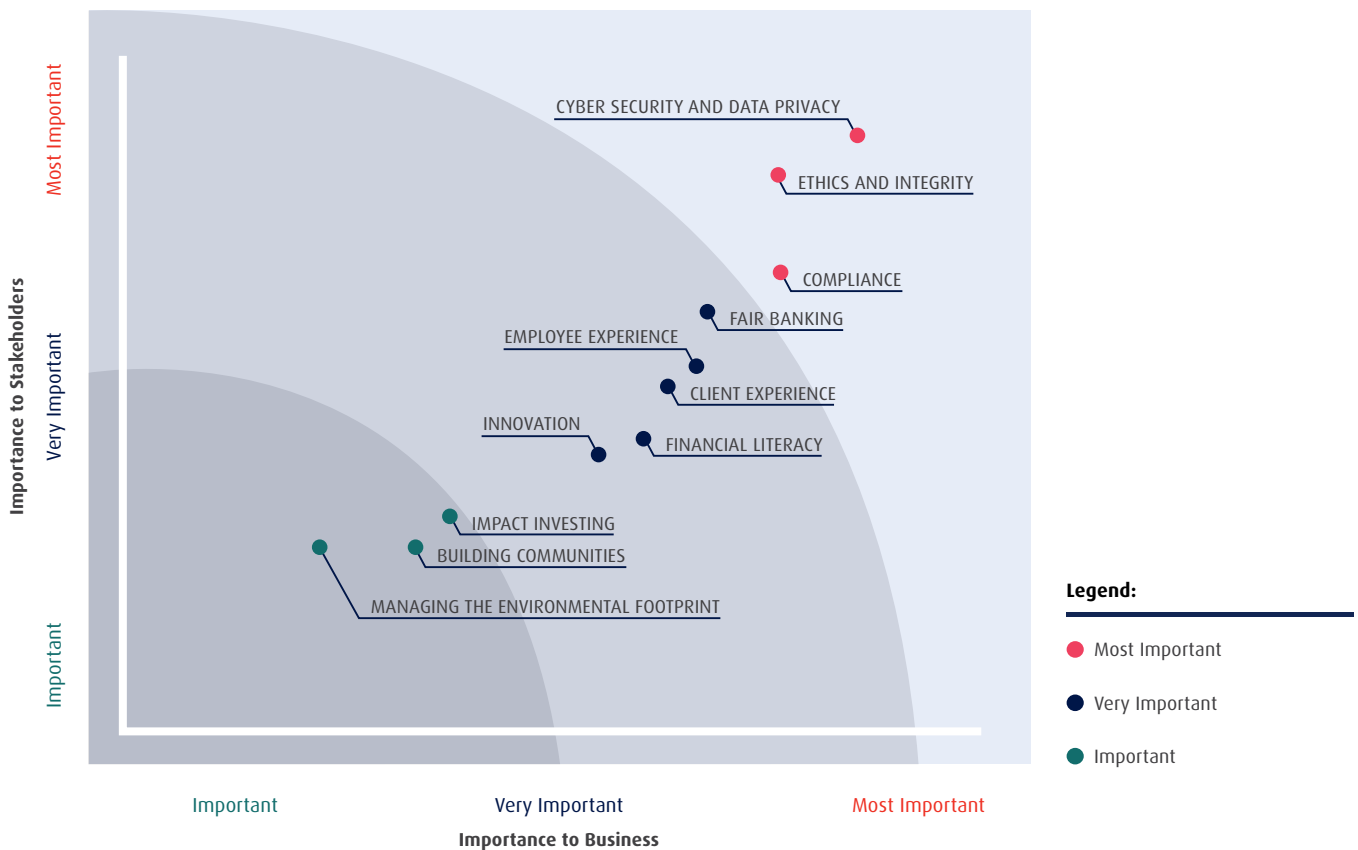 Most Important
CYBER SECURITY AND DATA PRIVACY
ETHICS AND INTEGRITY
COMPLIANCE
Importance to Stakeholders
Very Important
FAIR BANKING
EMPLOYEE EXPERIENCE
CLIENT EXPERIENCE
INNOVATION
FINANCIAL LITERACY
IMPACT INVESTING
BUILDING COMMUNITIES
MANAGING THE ENVIRONMENTAL FOOTPRINT
Important
Legend:
Most Important
Very Important
Important
Important
Very Important
Most Important
Importance to Business